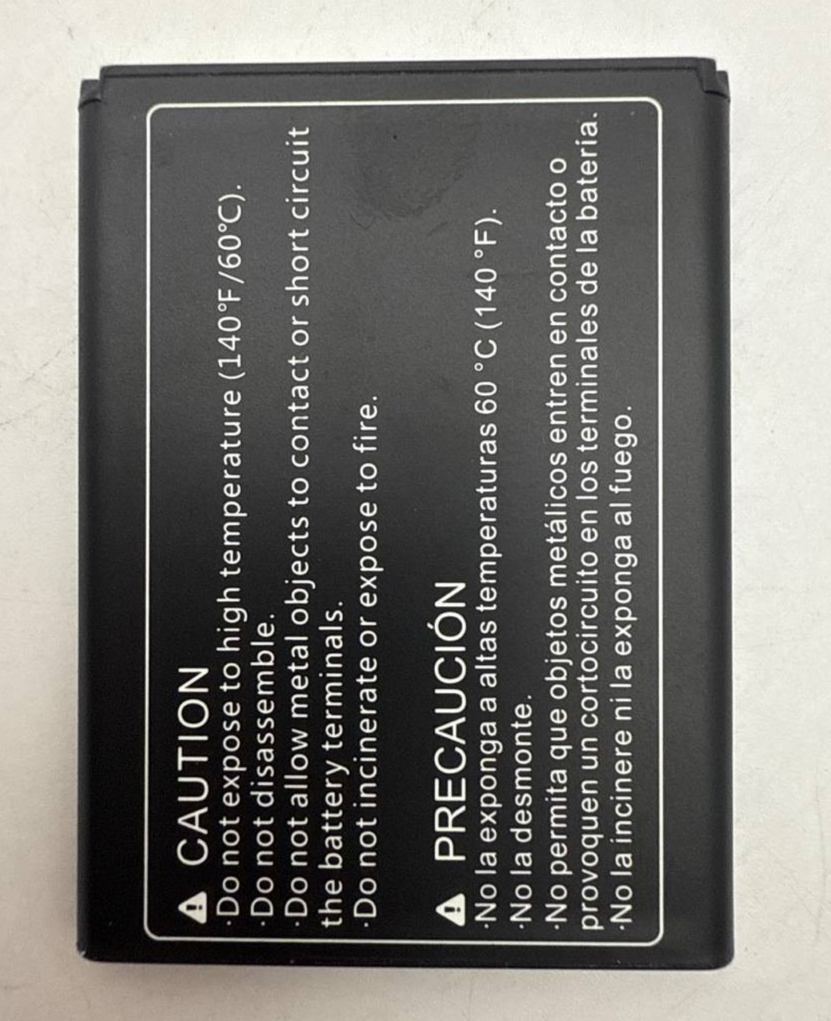 ⚠ CAUTION
·Do not expose to high temperature (140°F/60°C).
·Do not disassemble.
·Do not allow metal objects to contact or short circuit
the battery terminals.
·Do not incinerate or expose to fire.
⚠ PRECAUCIÓN
·No la exponga a altas temperaturas 60 °C (140 °F).
·No la desmonte.
·No permita que objetos metálicos entren en contacto o
provoquen un cortocircuito en los terminales de la batería.
·No la incinere ni la exponga al fuego.